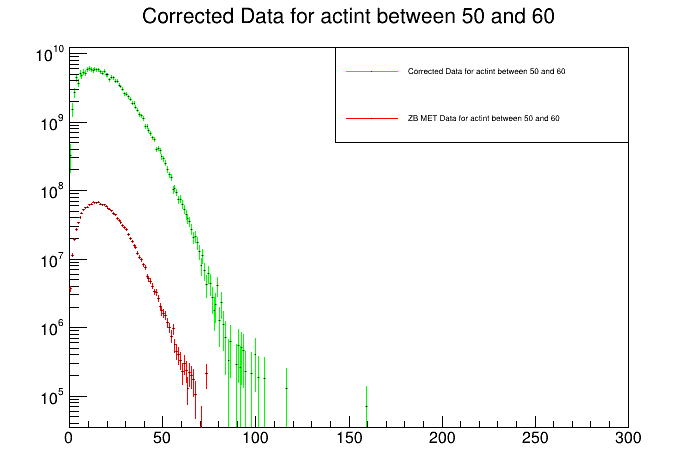 Corrected Data for actint between 50 and 60
10^10
Corrected Data for actint between 50 and 60
10^9
ZB MET Data for actint between 50 and 60
10^8
10^7
10^6
10^5
0 50 100 150 200 250 300